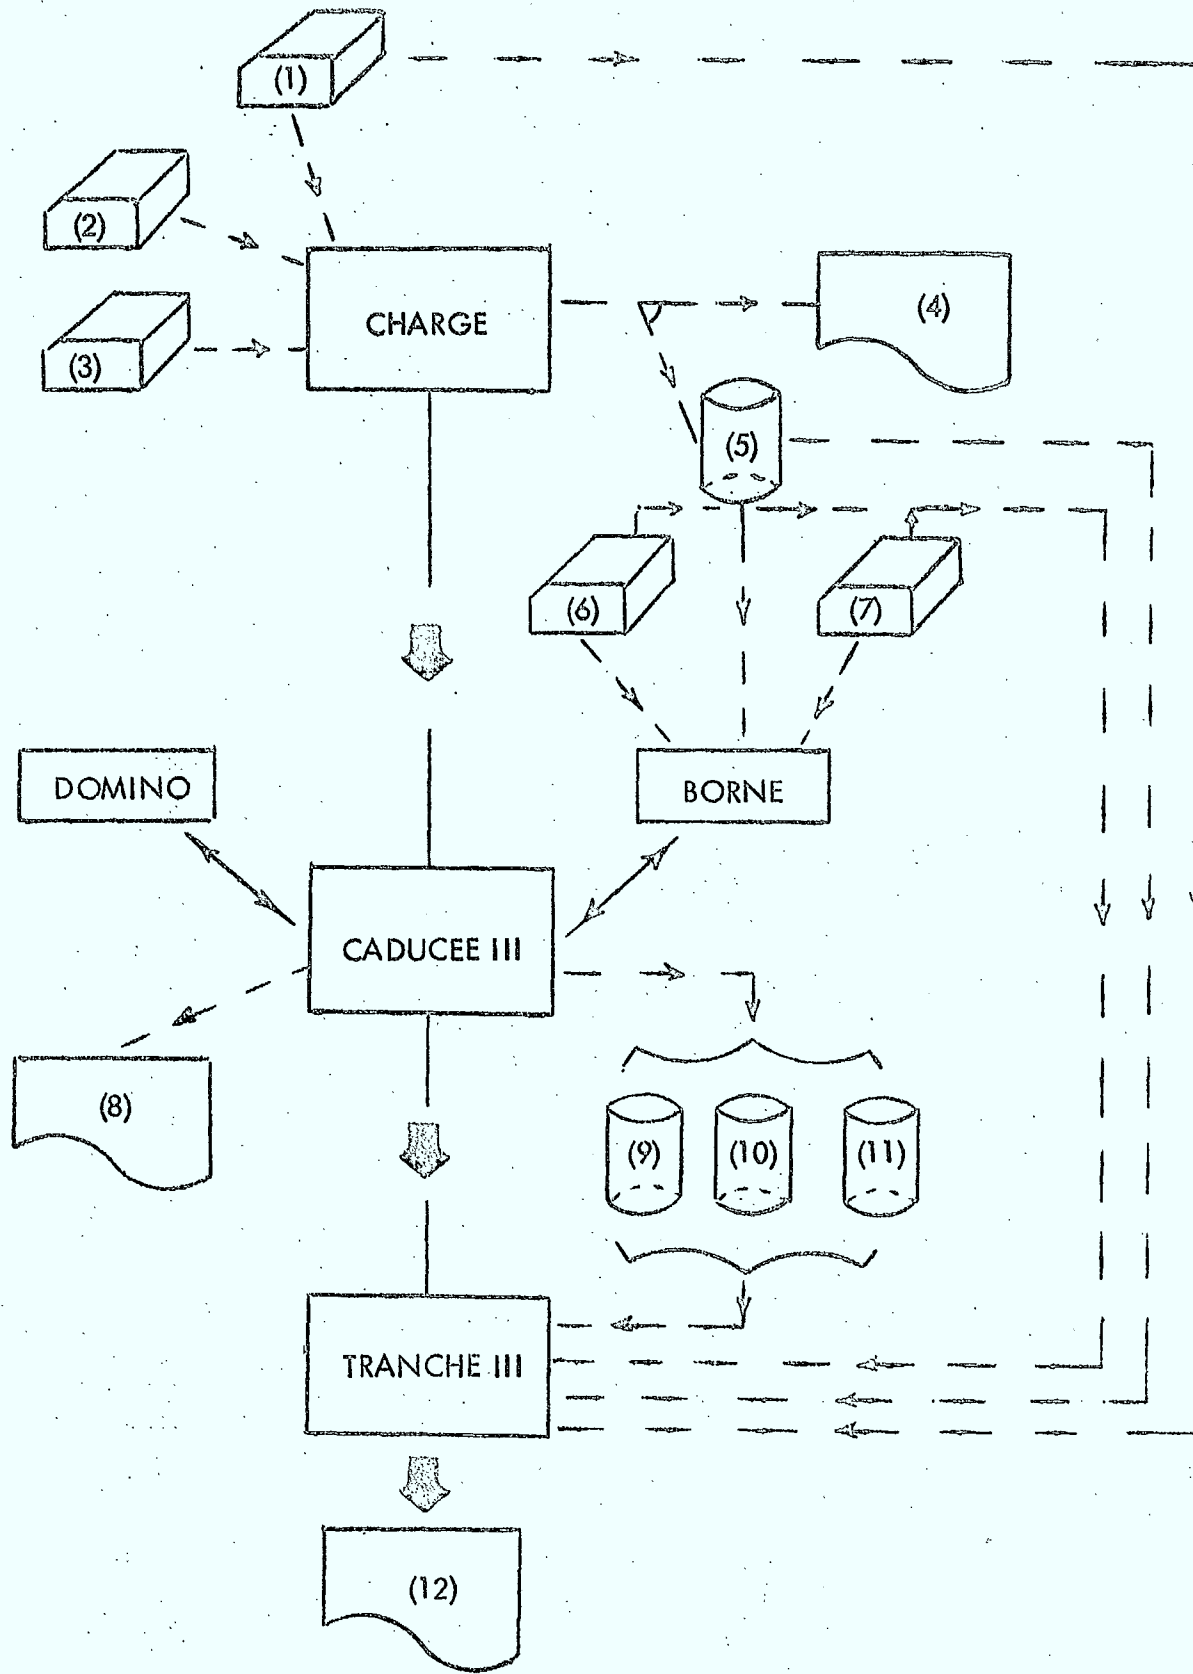 (1)
(2)
(3)
CHARGE
(4)
(5)
(6)
(7)
DOMINO
BORNE
CADUCEE III
(8)
(9)
(10)
(11)
TRANCHE III
(12)